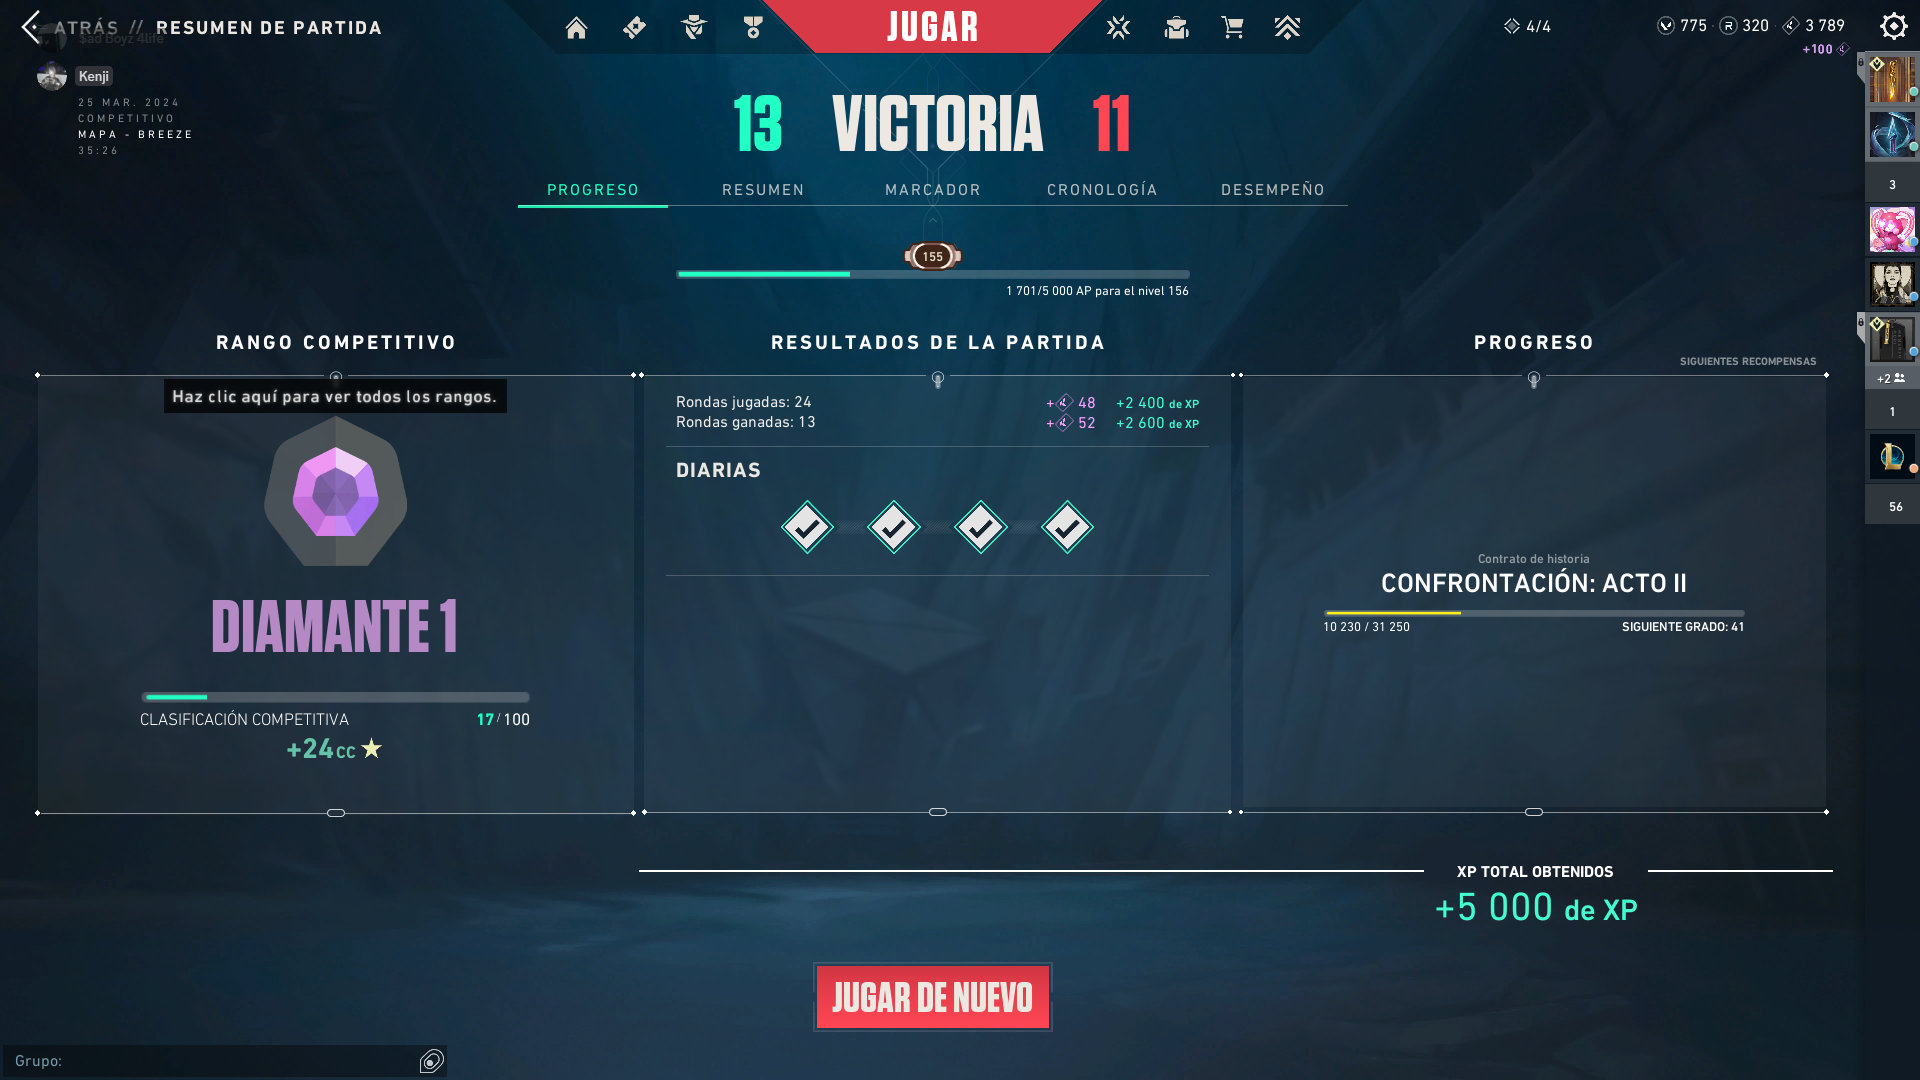 ATRÁS // RESUMEN DE PARTIDA
JUGAR
4/4
775 · R 320 · 3 789
+100
$ad Boyz 4life
Kenji
25 MAR. 2024
COMPETITIVO
MAPA - BREEZE
35:26
13 VICTORIA 11
PROGRESO RESUMEN MARCADOR CRONOLOGÍA DESEMPEÑO
155
1 701/5 000 AP para el nivel 156
RANGO COMPETITIVO
Haz clic aquí para ver todos los rangos.
DIAMANTE 1
CLASIFICACIÓN COMPETITIVA 17/100
+24 CC
RESULTADOS DE LA PARTIDA
Rondas jugadas: 24 + 48 +2 400 de XP
Rondas ganadas: 13 + 52 +2 600 de XP
DIARIAS
PROGRESO
SIGUIENTES RECOMPENSAS
Contrato de historia
CONFRONTACIÓN: ACTO II
10 230 / 31 250 SIGUIENTE GRADO: 41
XP TOTAL OBTENIDOS
+5 000 de XP
JUGAR DE NUEVO
Grupo:
3
+2
1
56